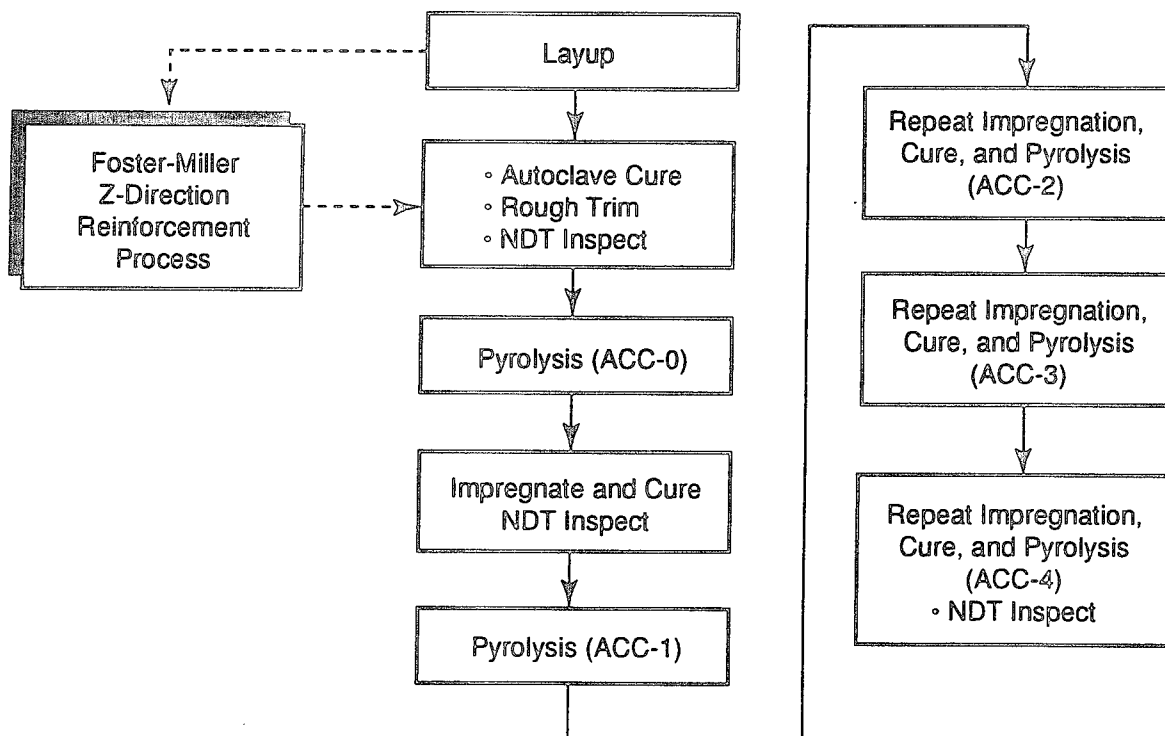 Layup
Foster-Miller
Z-Direction
Reinforcement
Process
◦ Autoclave Cure
◦ Rough Trim
◦ NDT Inspect
Pyrolysis (ACC-0)
Impregnate and Cure
NDT Inspect
Pyrolysis (ACC-1)
Repeat Impregnation,
Cure, and Pyrolysis
(ACC-2)
Repeat Impregnation,
Cure, and Pyrolysis
(ACC-3)
Repeat Impregnation,
Cure, and Pyrolysis
(ACC-4)
◦ NDT Inspect